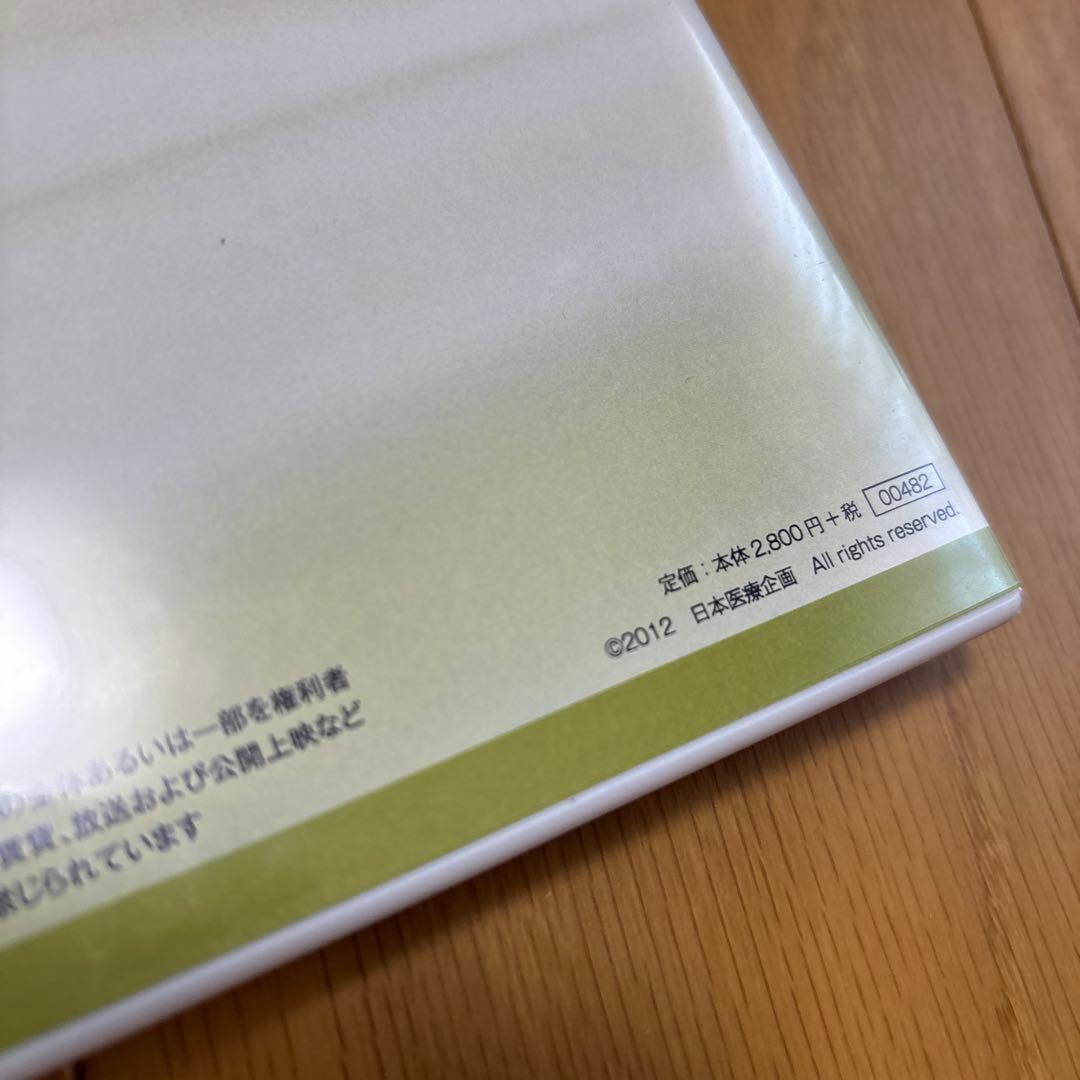 定価：本体2,800円＋税 00482
©2012 日本医療企画 All rights reserved.
の全体あるいは一部を権利者
賃貸、放送および公開上映など
禁じられています